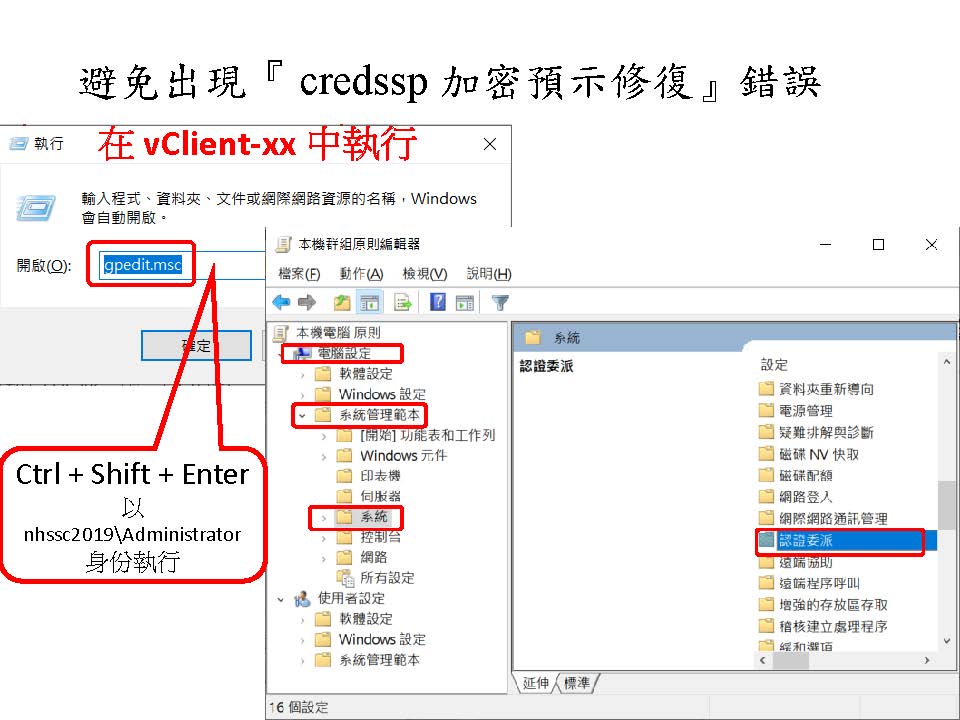 避免出現『 credssp 加密預示修復』錯誤
在 vClient-xx 中執行
執行
輸入程式、資料夾、文件或網際網路資源的名稱，Windows
會自動開啟。
開啟(O):
gpedit.msc
確定
Ctrl + Shift + Enter
以
nhssc2019\Administrator
身份執行
本機群組原則編輯器
檔案(F) 動作(A) 檢視(V) 說明(H)
本機電腦 原則
電腦設定
軟體設定
Windows 設定
系統管理範本
[開始] 功能表和工作列
Windows 元件
印表機
伺服器
系統
控制台
網路
所有設定
使用者設定
軟體設定
Windows 設定
系統管理範本
系統
認證委派
設定
資料夾重新導向
電源管理
疑難排解與診斷
磁碟 NV 快取
磁碟配額
網路登入
網際網路通訊管理
認證委派
遠端協助
遠端程序呼叫
增強的存放區存取
稽核建立處理程序
緩和選項
延伸 標準
16 個設定